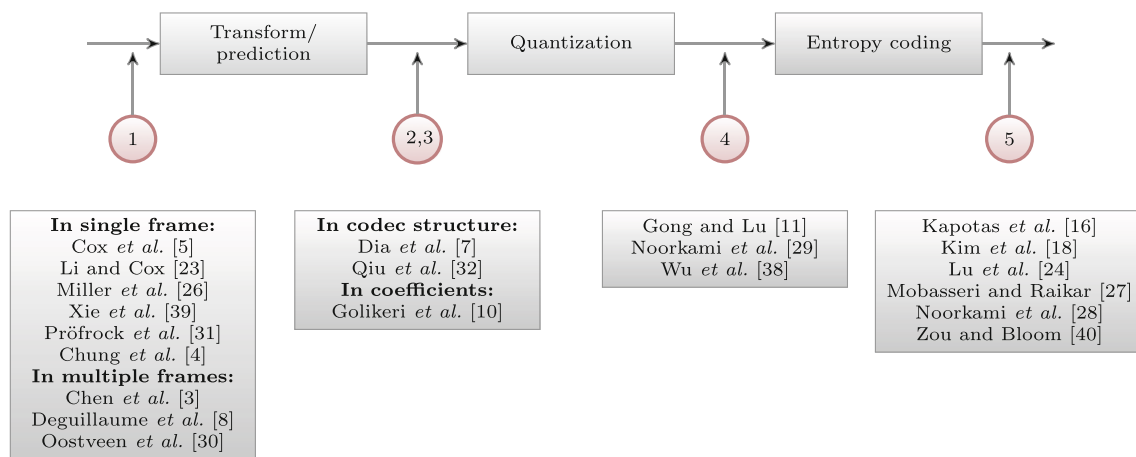 Transform/
prediction
Quantization
Entropy coding
1
2,3
4
5
In single frame:
Cox et al. [5]
Li and Cox [23]
Miller et al. [26]
Xie et al. [39]
Pröfrock et al. [31]
Chung et al. [4]
In multiple frames:
Chen et al. [3]
Deguillaume et al. [8]
Oostveen et al. [30]
In codec structure:
Dia et al. [7]
Qiu et al. [32]
In coefficients:
Golikeri et al. [10]
Gong and Lu [11]
Noorkami et al. [29]
Wu et al. [38]
Kapotas et al. [16]
Kim et al. [18]
Lu et al. [24]
Mobasseri and Raikar [27]
Noorkami et al. [28]
Zou and Bloom [40]